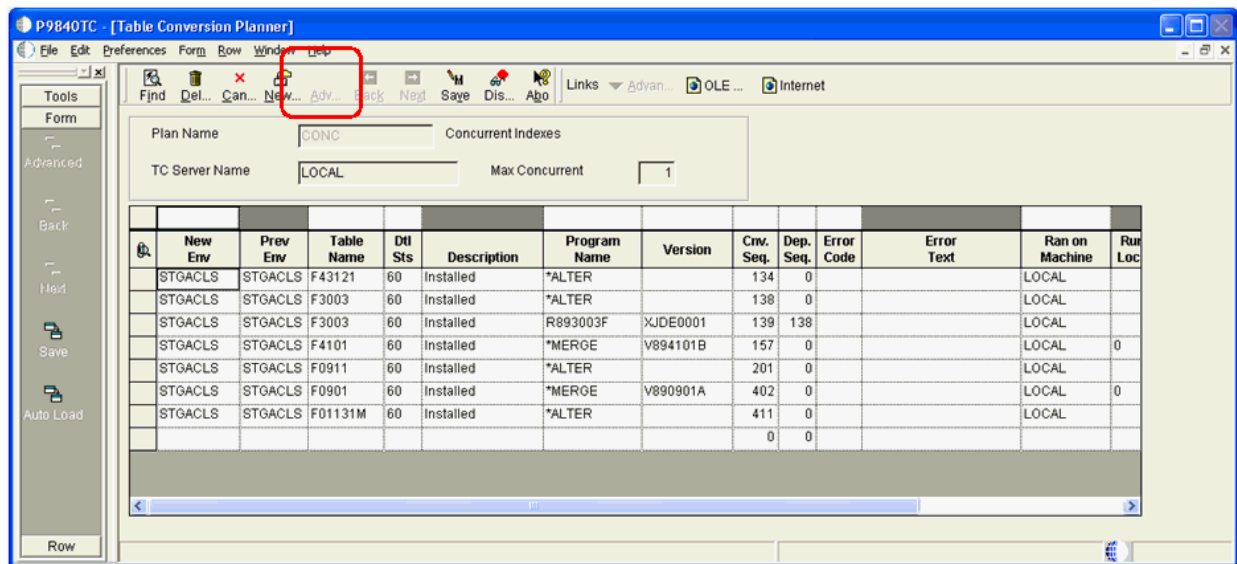 P9840TC - [Table Conversion Planner]
File Edit Preferences Form Row Window Help
Tools
Form
Advanced
Back
Next
Save
Auto Load
Row
Find Del... Can... New... Adv... Back Next Save Dis... Abo Links Advan... OLE ... Internet
Plan Name CONC Concurrent Indexes
TC Server Name LOCAL Max Concurrent 1
New Env Prev Env Table Name Dtl Sts Description Program Name Version Cnv. Seq. Dep. Seq. Error Code Error Text Ran on Machine Run Loc
STGACLS STGACLS F43121 60 Installed *ALTER 134 0 LOCAL
STGACLS STGACLS F3003 60 Installed *ALTER 138 0 LOCAL
STGACLS STGACLS F3003 60 Installed R893003F XJDE0001 139 138 LOCAL
STGACLS STGACLS F4101 60 Installed *MERGE V894101B 157 0 LOCAL 0
STGACLS STGACLS F0911 60 Installed *ALTER 201 0 LOCAL
STGACLS STGACLS F0901 60 Installed *MERGE V890901A 402 0 LOCAL 0
STGACLS STGACLS F01131M 60 Installed *ALTER 411 0 LOCAL
0 0